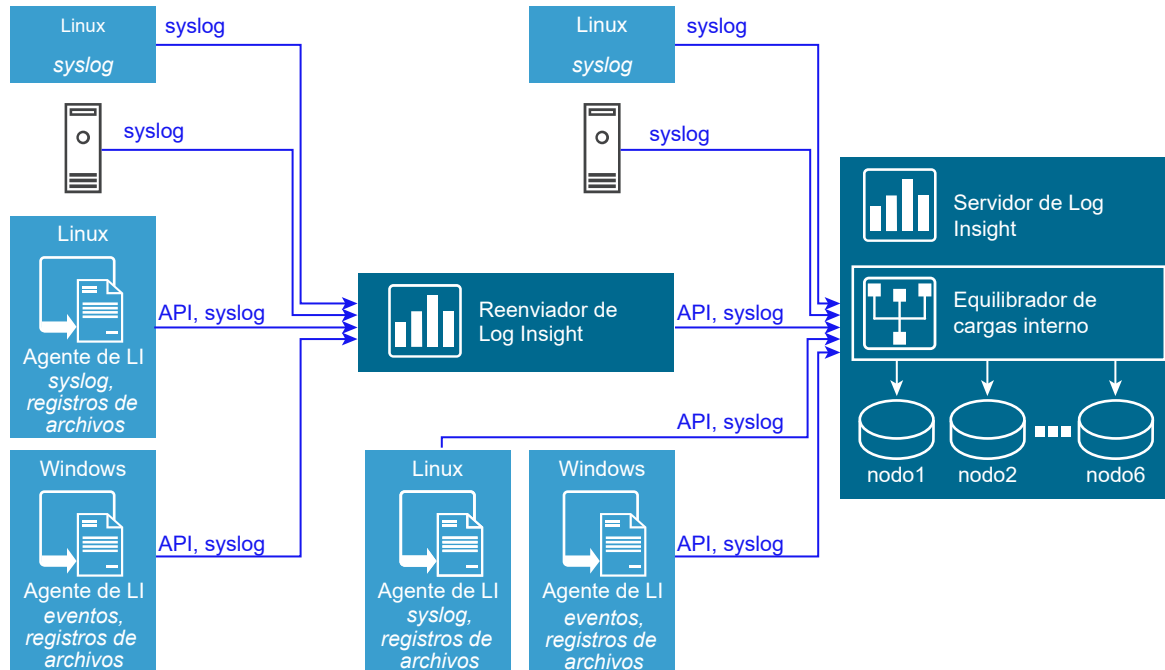 Linux
syslog
syslog
syslog
Linux
Agente de LI
syslog,
registros de
archivos
API, syslog
Windows
Agente de LI
eventos,
registros de
archivos
API, syslog
Reenviador de
Log Insight
API, syslog
Linux
syslog
syslog
syslog
Linux
Agente de LI
syslog,
registros de
archivos
API, syslog
Windows
Agente de LI
eventos,
registros de
archivos
API, syslog
Servidor de Log
Insight
Equilibrador de
cargas interno
nodo1
nodo2
nodo6